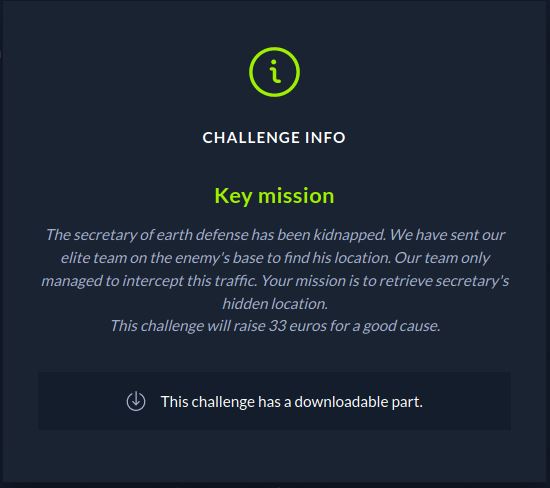 CHALLENGE INFO
Key mission
The secretary of earth defense has been kidnapped. We have sent our
elite team on the enemy's base to find his location. Our team only
managed to intercept this traffic. Your mission is to retrieve secretary's
hidden location.
This challenge will raise 33 euros for a good cause.
This challenge has a downloadable part.